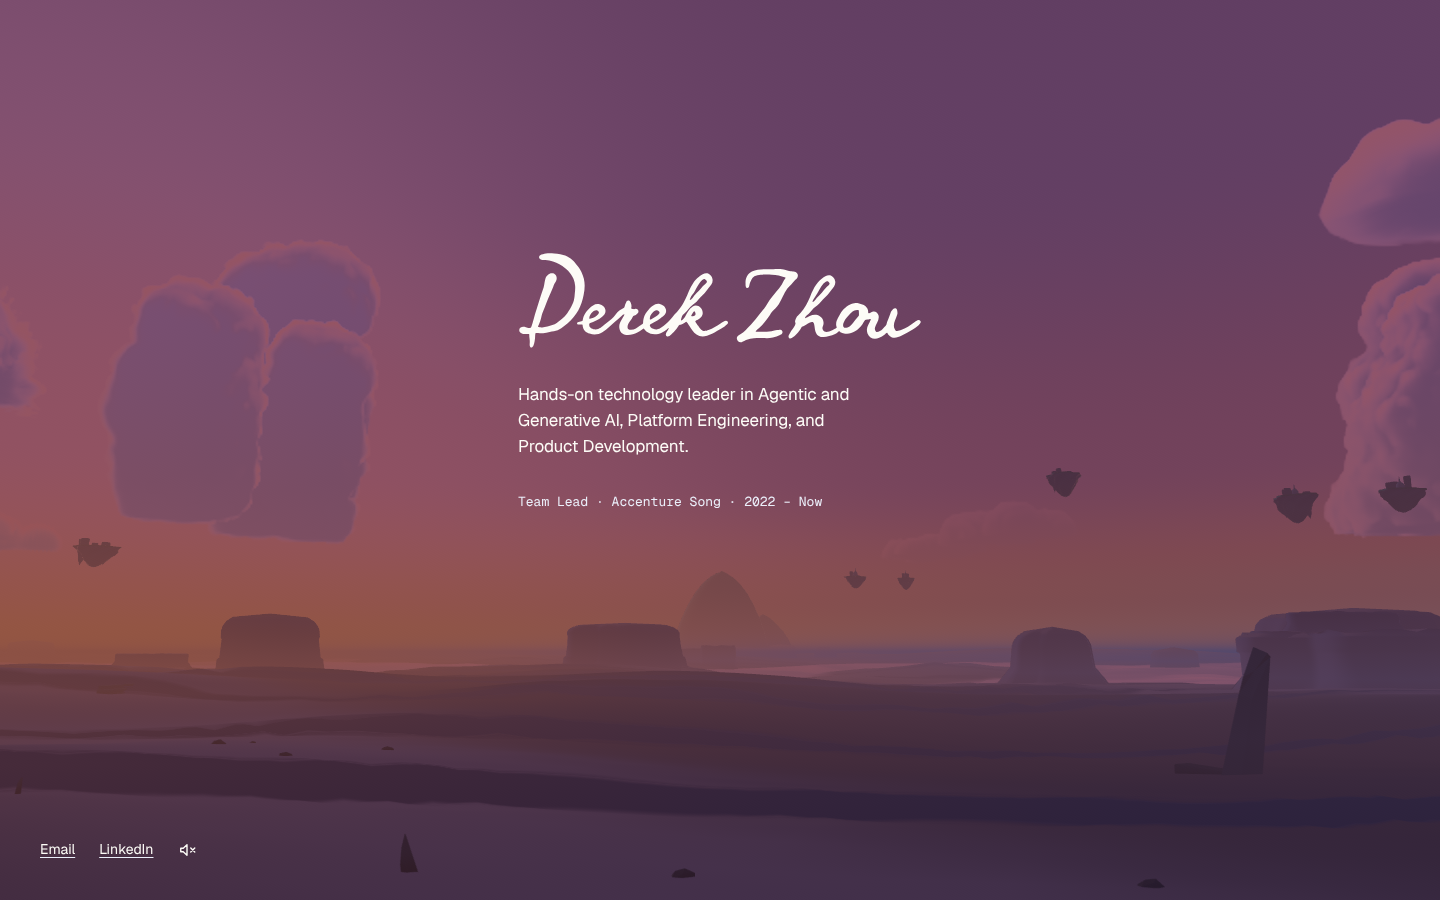 Derek Zhou
Hands-on technology leader in Agentic and
Generative AI, Platform Engineering, and
Product Development.
Team Lead · Accenture Song · 2022 – Now
Email LinkedIn